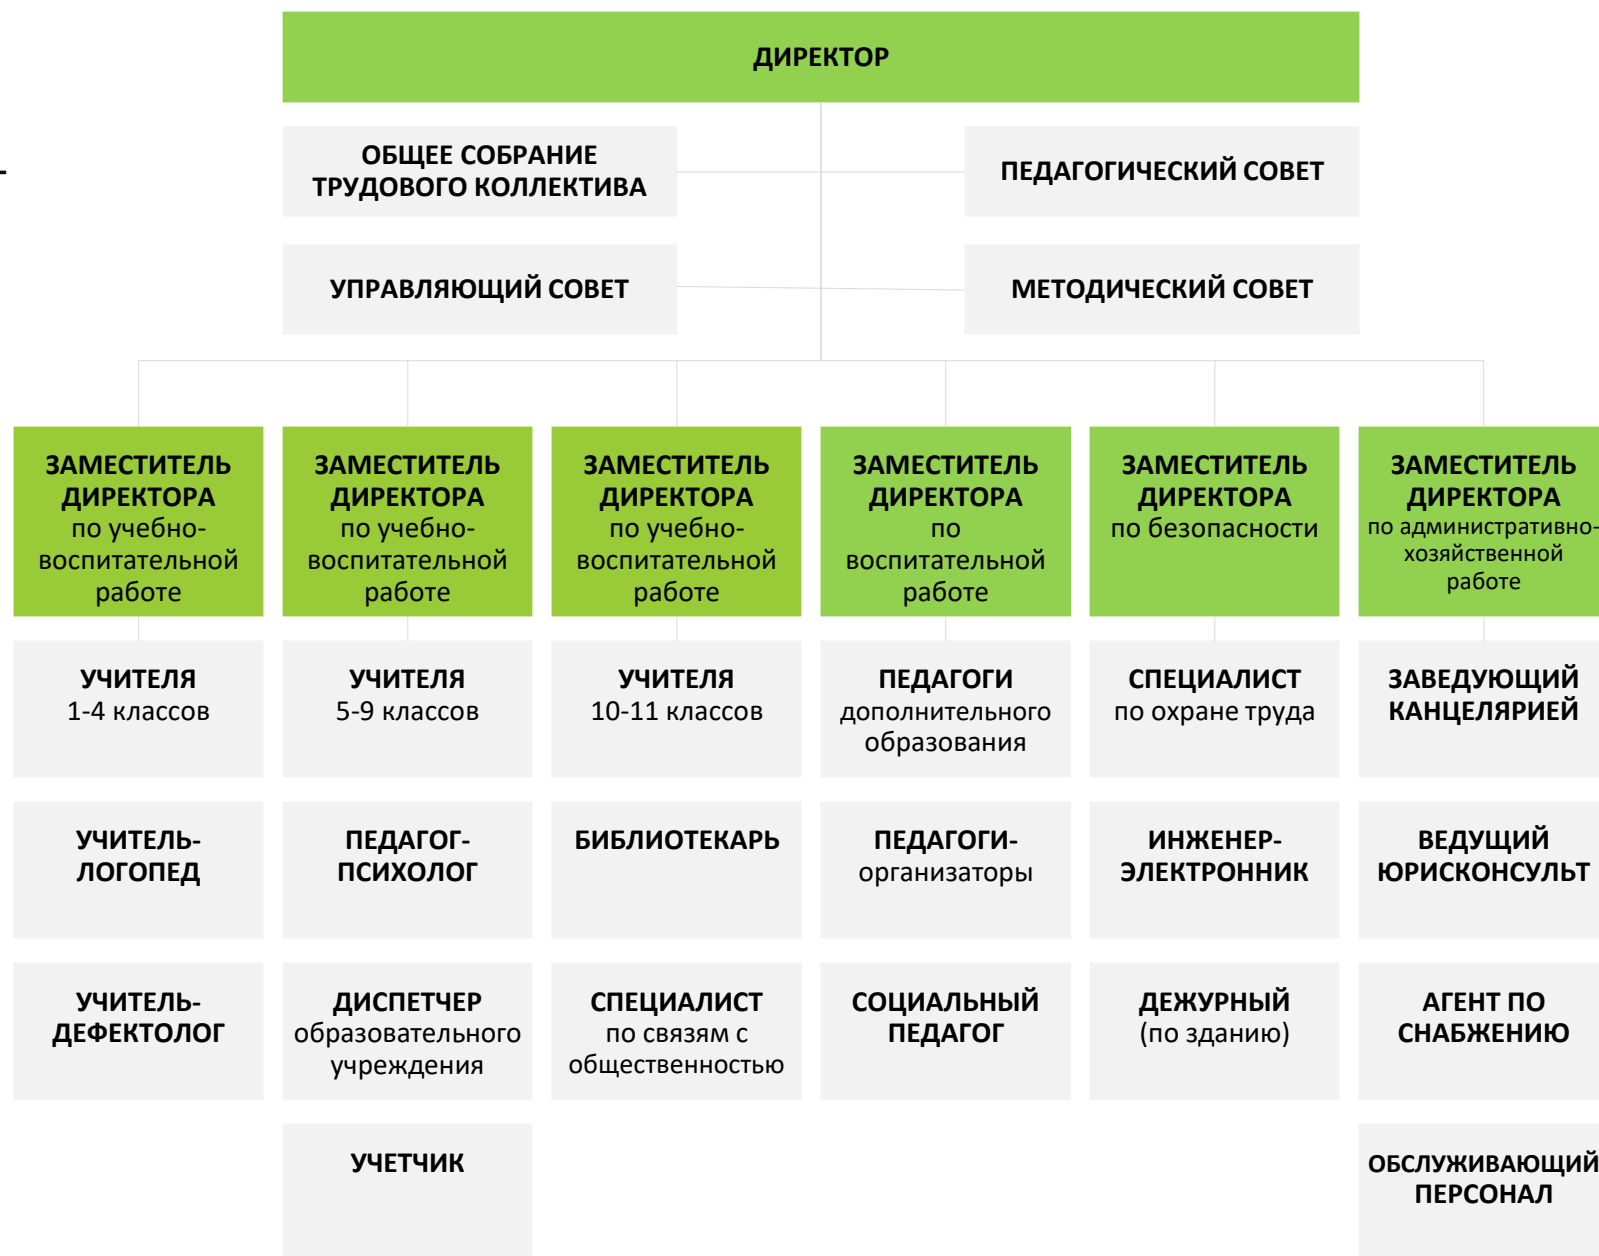 ДИРЕКТОР
ОБЩЕЕ СОБРАНИЕ
ТРУДОВОГО КОЛЛЕКТИВА
ПЕДАГОГИЧЕСКИЙ СОВЕТ
УПРАВЛЯЮЩИЙ СОВЕТ
МЕТОДИЧЕСКИЙ СОВЕТ
ЗАМЕСТИТЕЛЬ
ДИРЕКТОРА
по учебно-
воспитательной
работе
ЗАМЕСТИТЕЛЬ
ДИРЕКТОРА
по учебно-
воспитательной
работе
ЗАМЕСТИТЕЛЬ
ДИРЕКТОРА
по учебно-
воспитательной
работе
ЗАМЕСТИТЕЛЬ
ДИРЕКТОРА
по
воспитательной
работе
ЗАМЕСТИТЕЛЬ
ДИРЕКТОРА
по безопасности
ЗАМЕСТИТЕЛЬ
ДИРЕКТОРА
по административно-
хозяйственной
работе
УЧИТЕЛЯ
1-4 классов
УЧИТЕЛЯ
5-9 классов
УЧИТЕЛЯ
10-11 классов
ПЕДАГОГИ
дополнительного
образования
СПЕЦИАЛИСТ
по охране труда
ЗАВЕДУЮЩИЙ
КАНЦЕЛЯРИЕЙ
УЧИТЕЛЬ-
ЛОГОПЕД
ПЕДАГОГ-
ПСИХОЛОГ
БИБЛИОТЕКАРЬ
ПЕДАГОГИ-
организаторы
ИНЖЕНЕР-
ЭЛЕКТРОННИК
ВЕДУЩИЙ
ЮРИСКОНСУЛЬТ
УЧИТЕЛЬ-
ДЕФЕКТОЛОГ
ДИСПЕТЧЕР
образовательного
учреждения
СПЕЦИАЛИСТ
по связям с
общественностью
СОЦИАЛЬНЫЙ
ПЕДАГОГ
ДЕЖУРНЫЙ
(по зданию)
АГЕНТ ПО
СНАБЖЕНИЮ
УЧЕТЧИК
ОБСЛУЖИВАЮЩИЙ
ПЕРСОНАЛ